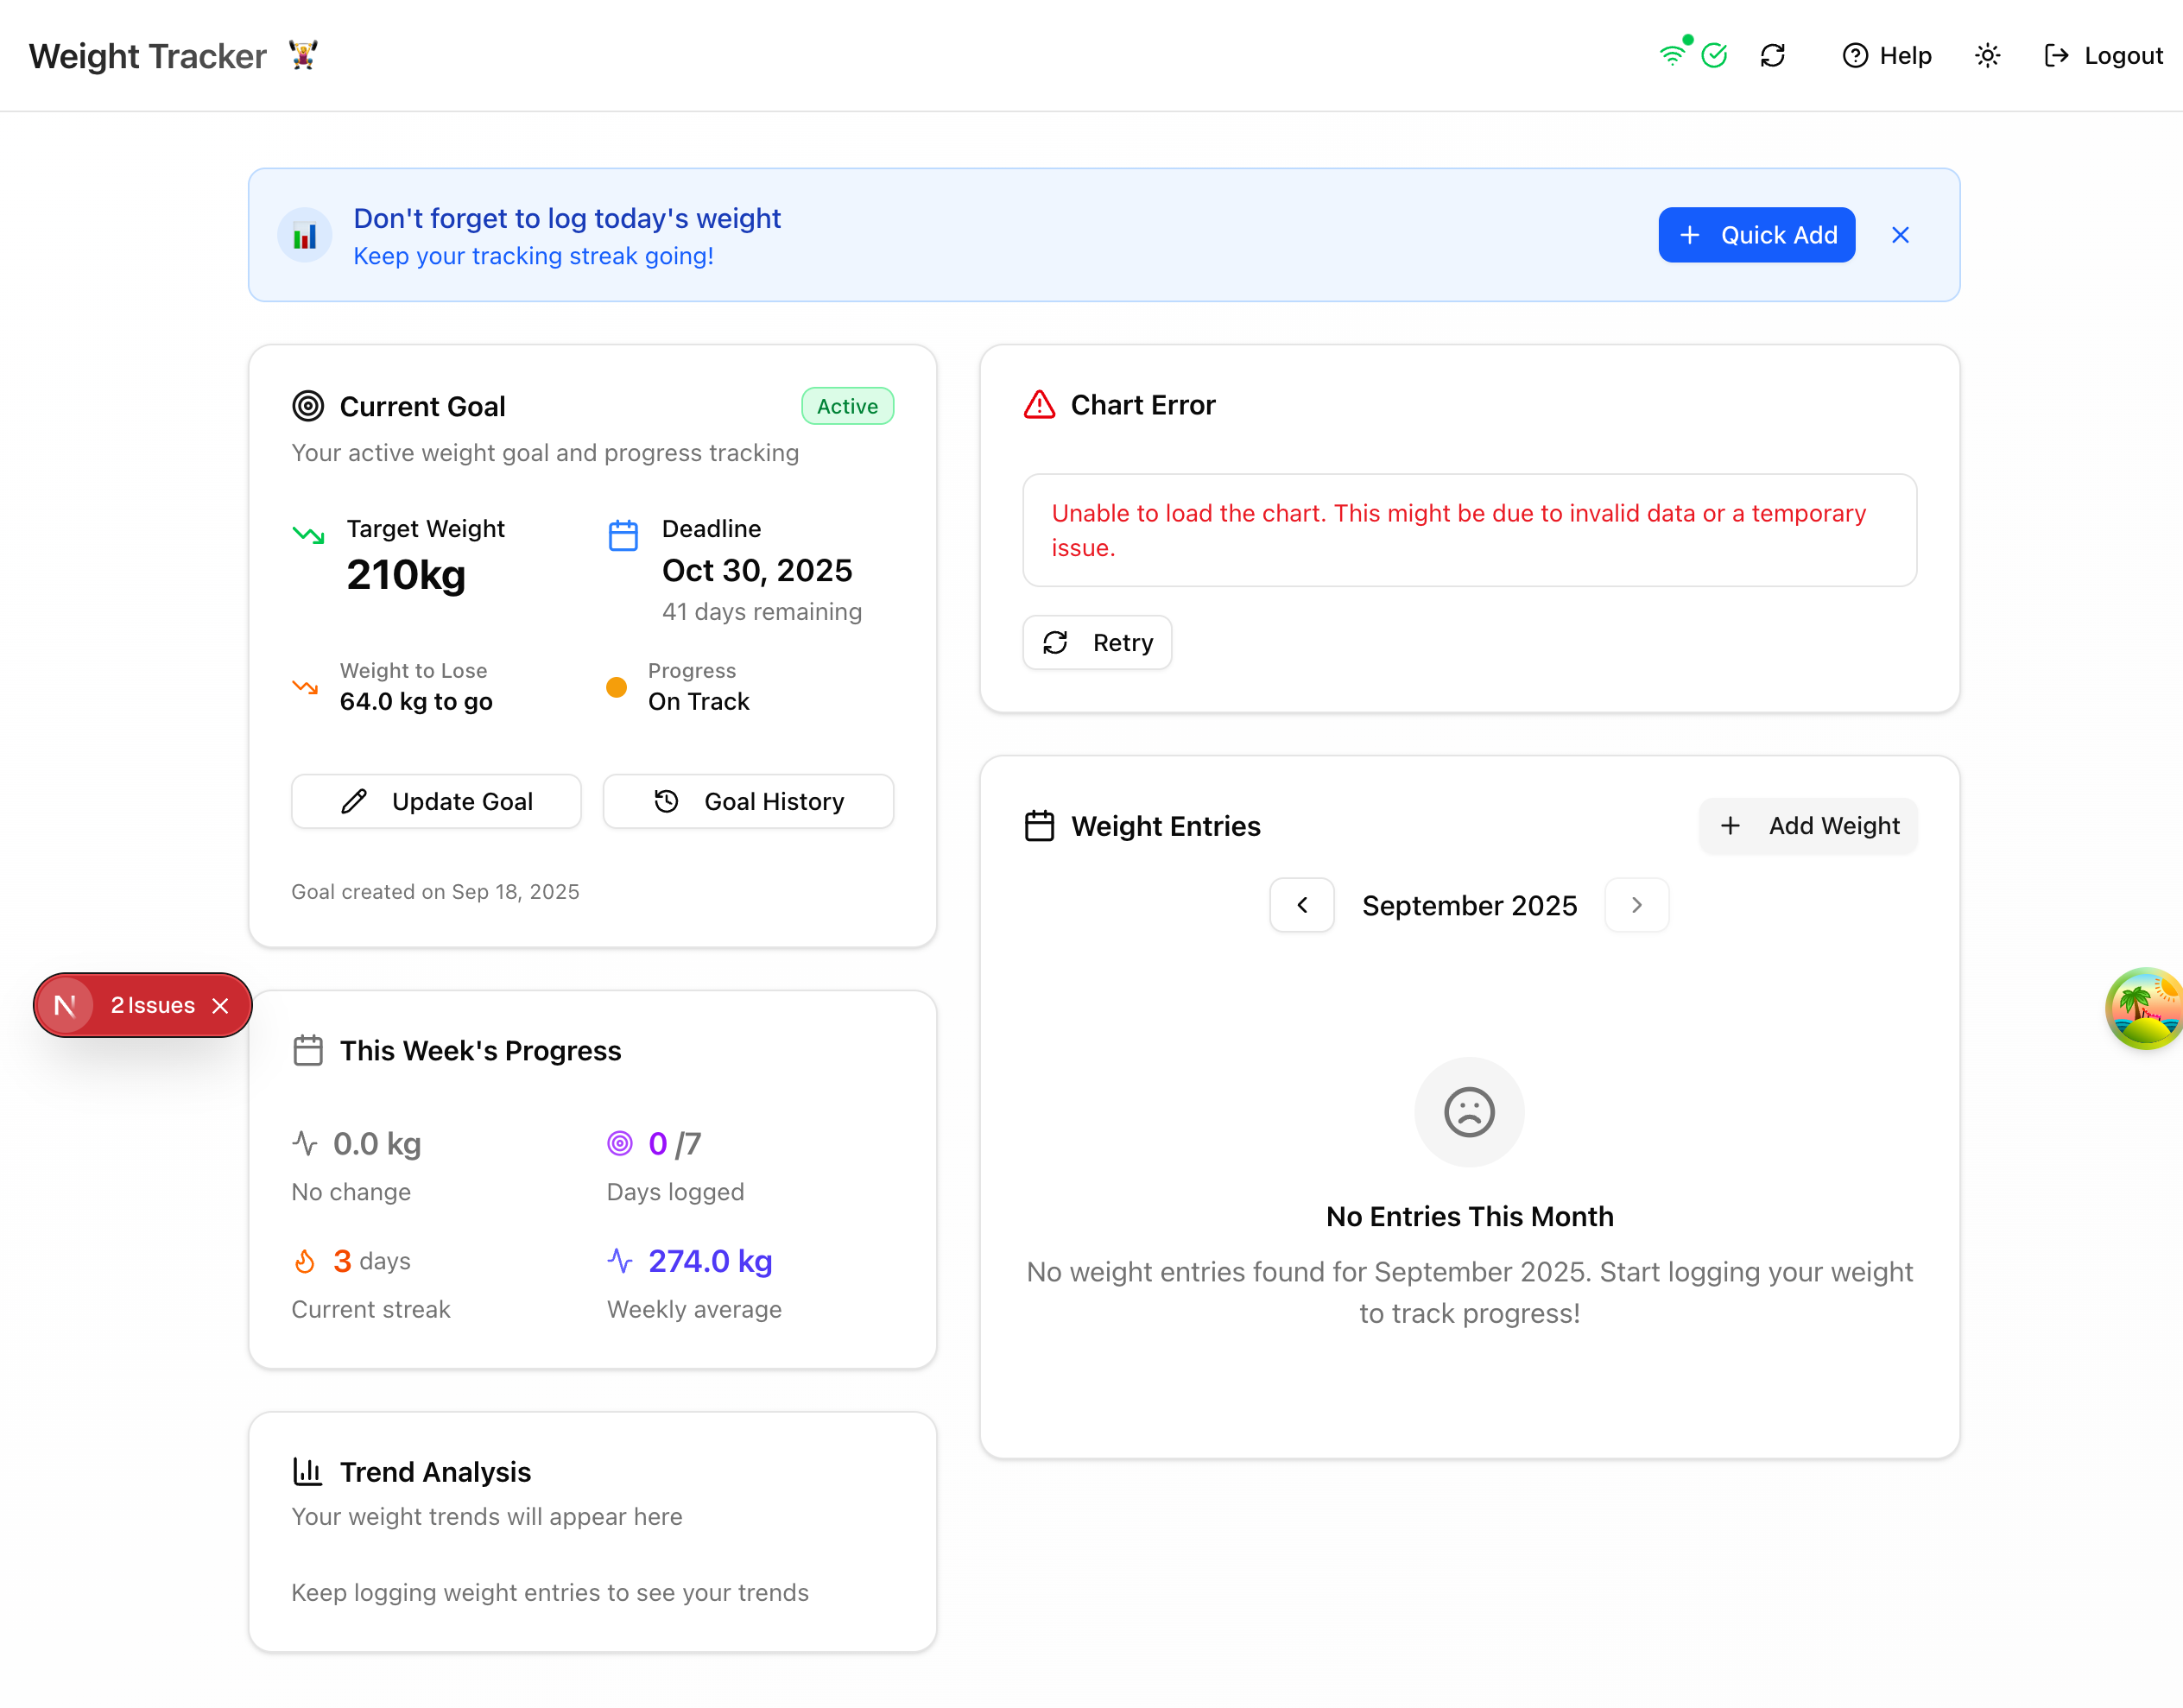 Weight Tracker
Help
Logout
Don't forget to log today's weight
Keep your tracking streak going!
Quick Add
Current Goal
Active
Your active weight goal and progress tracking
Target Weight
210kg
Deadline
Oct 30, 2025
41 days remaining
Weight to Lose
64.0 kg to go
Progress
On Track
Update Goal
Goal History
Goal created on Sep 18, 2025
Chart Error
Unable to load the chart. This might be due to invalid data or a temporary
issue.
Retry
Weight Entries
Add Weight
September 2025
No Entries This Month
No weight entries found for September 2025. Start logging your weight
to track progress!
N
2 Issues
This Week's Progress
0.0 kg
No change
0 /7
Days logged
3 days
Current streak
274.0 kg
Weekly average
Trend Analysis
Your weight trends will appear here
Keep logging weight entries to see your trends